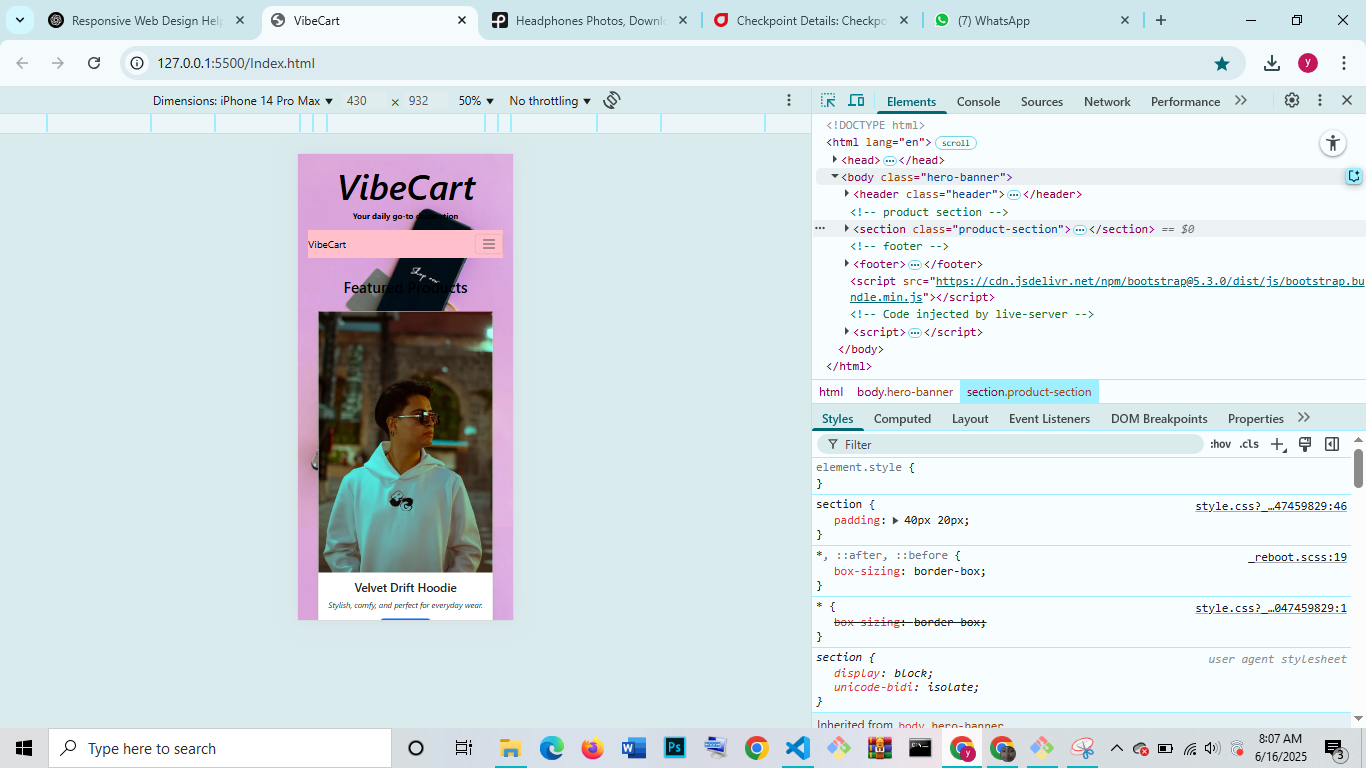 Responsive Web Design Hel
VibeCart
Headphones Photos, Downlo
Checkpoint Details: Checkpo
(7) WhatsApp
127.0.0.1:5500/Index.html
y
Dimensions: iPhone 14 Pro Max
430
×
932
50%
No throttling
Elements
Console
Sources
Network
Performance
<!DOCTYPE html>
<html lang="en">
scroll
<head> … </head>
<body class="hero-banner">
<header class="header"> … </header>
<!-- product section -->
<section class="product-section"> … </section> == $0
<!-- footer -->
<footer> … </footer>
<script src="https://cdn.jsdelivr.net/npm/bootstrap@5.3.0/dist/js/bootstrap.bu
ndle.min.js"></script>
<!-- Code injected by live-server -->
<script> … </script>
</body>
</html>
html
body.hero-banner
section.product-section
Styles
Computed
Layout
Event Listeners
DOM Breakpoints
Properties
Filter
:hov
.cls
element.style {
}
section {
style.css?_…47459829:46
padding: 40px 20px;
}
*, ::after, ::before {
_reboot.scss:19
box-sizing: border-box;
}
* {
style.css?_…047459829:1
box-sizing: border-box;
}
section {
user agent stylesheet
display: block;
unicode-bidi: isolate;
}
Inherited from body.hero-banner
VibeCart
Your daily go-to destination
VibeCart
Shop now
Featured Products
Velvet Drift Hoodie
Stylish, comfy, and perfect for everyday wear.
Type here to search
8:07 AM
6/16/2025
3